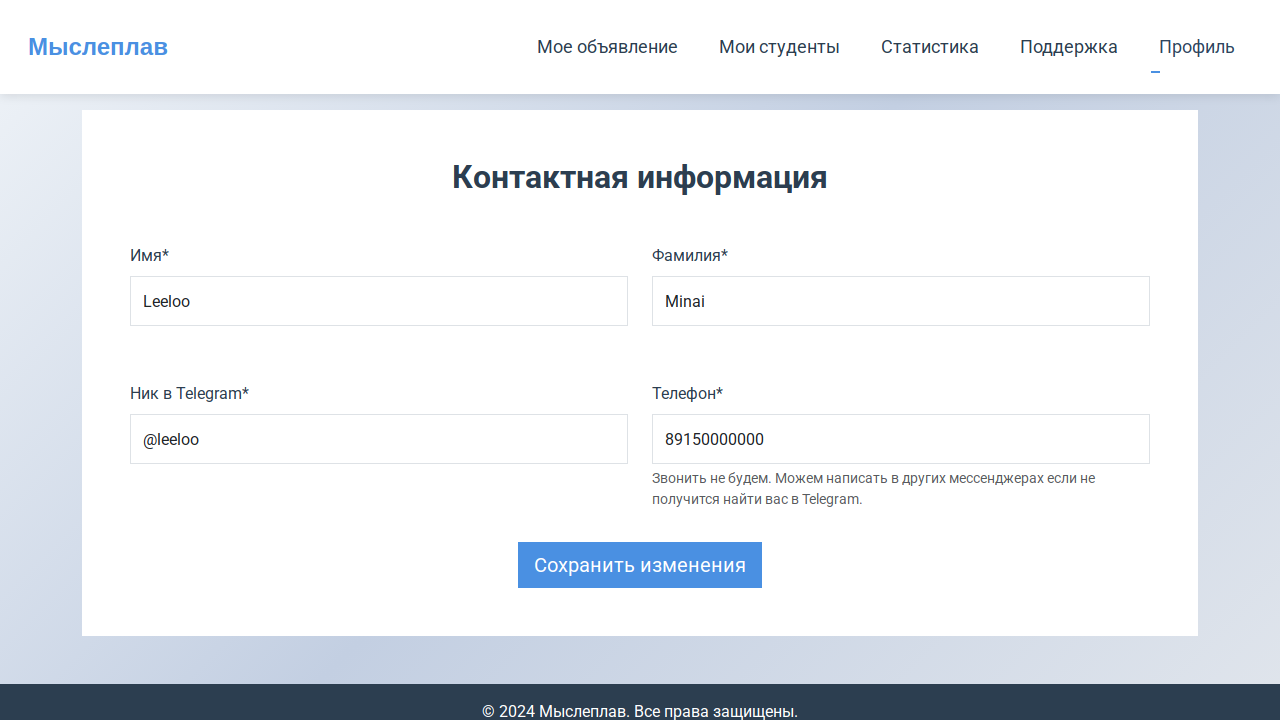 Мыслеплав
Мое объявление
Мои студенты
Статистика
Поддержка
Профиль
Контактная информация
Имя*
Фамилия*
Leeloo
Minai
Ник в Telegram*
Телефон*
@leeloo
89150000000
Звонить не будем. Можем написать в других мессенджерах если не
получится найти вас в Telegram.
Сохранить изменения
© 2024 Мыслеплав. Все права защищены.